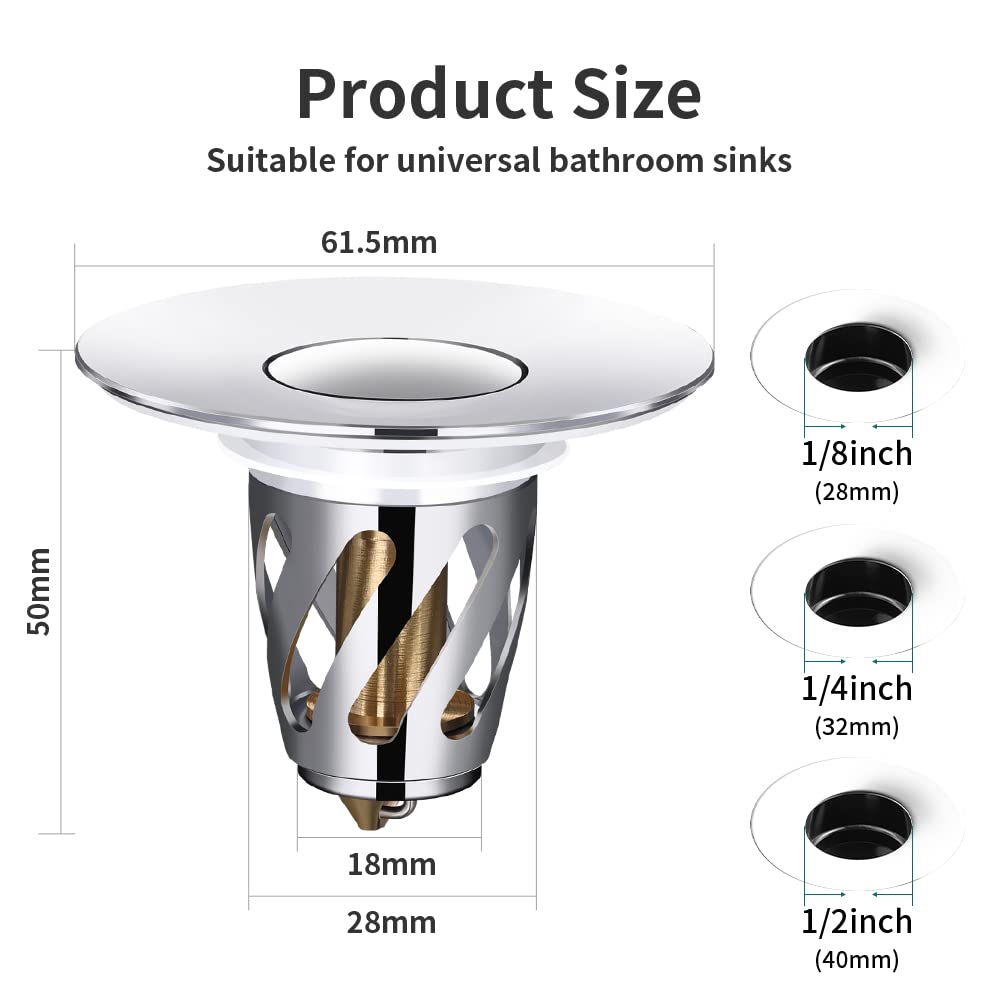 Product Size
Suitable for universal bathroom sinks
61.5mm
50mm
18mm
28mm
1/8inch
(28mm)
1/4inch
(32mm)
1/2inch
(40mm)